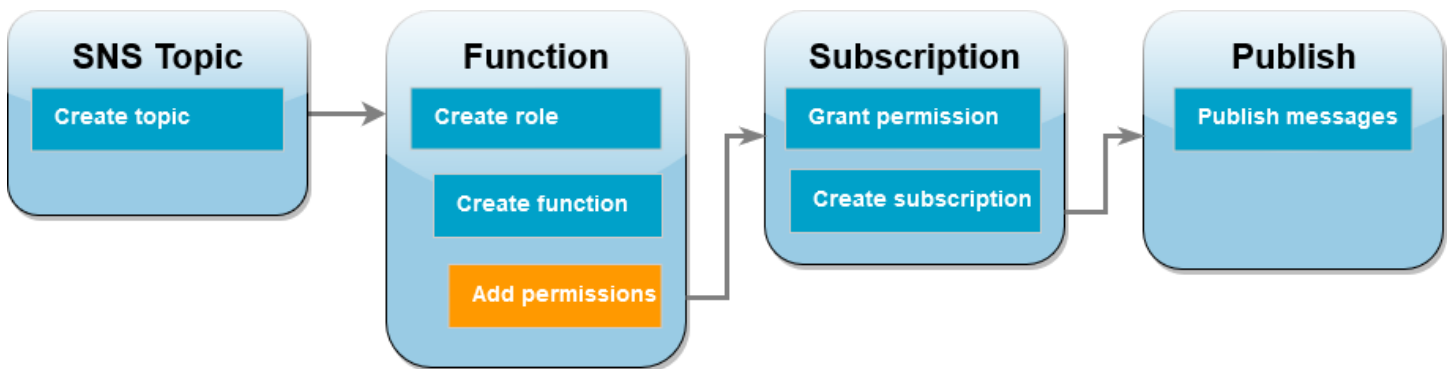 SNS Topic
Create topic
Function
Create role
Create function
Add permissions
Subscription
Grant permission
Create subscription
Publish
Publish messages